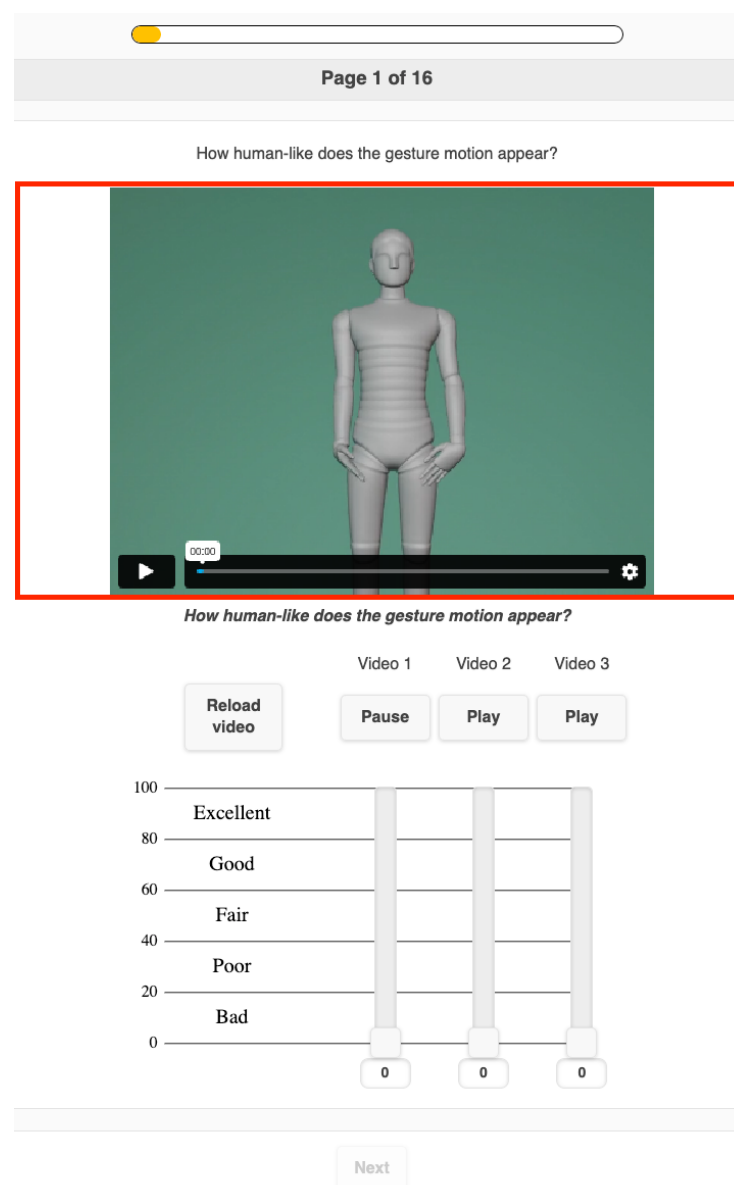 Page 1 of 16
How human-like does the gesture motion appear?
00:00
How human-like does the gesture motion appear?
Video 1 Video 2 Video 3
Reload
video
Pause Play Play
100
Excellent
80
Good
60
Fair
40
Poor
20
Bad
0
0 0 0
Next